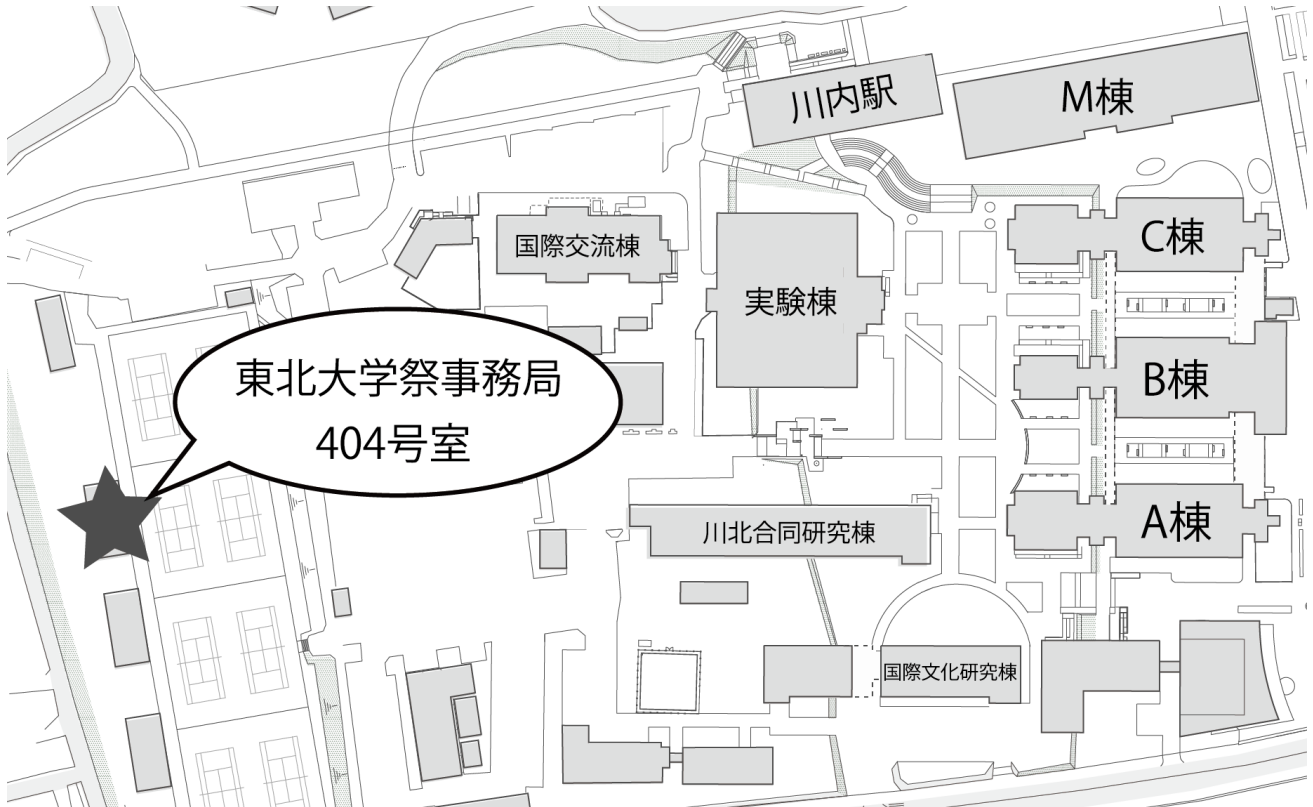 川内駅
M棟
国際交流棟
C棟
実験棟
東北大学祭事務局
404号室
B棟
川北合同研究棟
A棟
国際文化研究棟